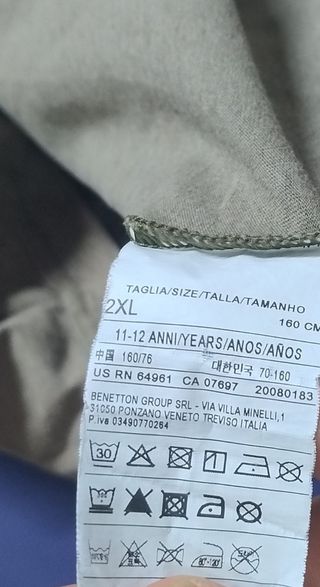 TAGLIA/SIZE/TALLA/TAMANHO
2XL
160 CM
11-12 ANNI/YEARS/ANOS/AÑOS
中国 160/76 대한민국 70-160
US RN 64961 CA 07697 20080183
BENETTON GROUP SRL - VIA VILLA MINELLI,1
31050 PONZANO VENETO TREVISO ITALIA
P.iva 03490770264
30